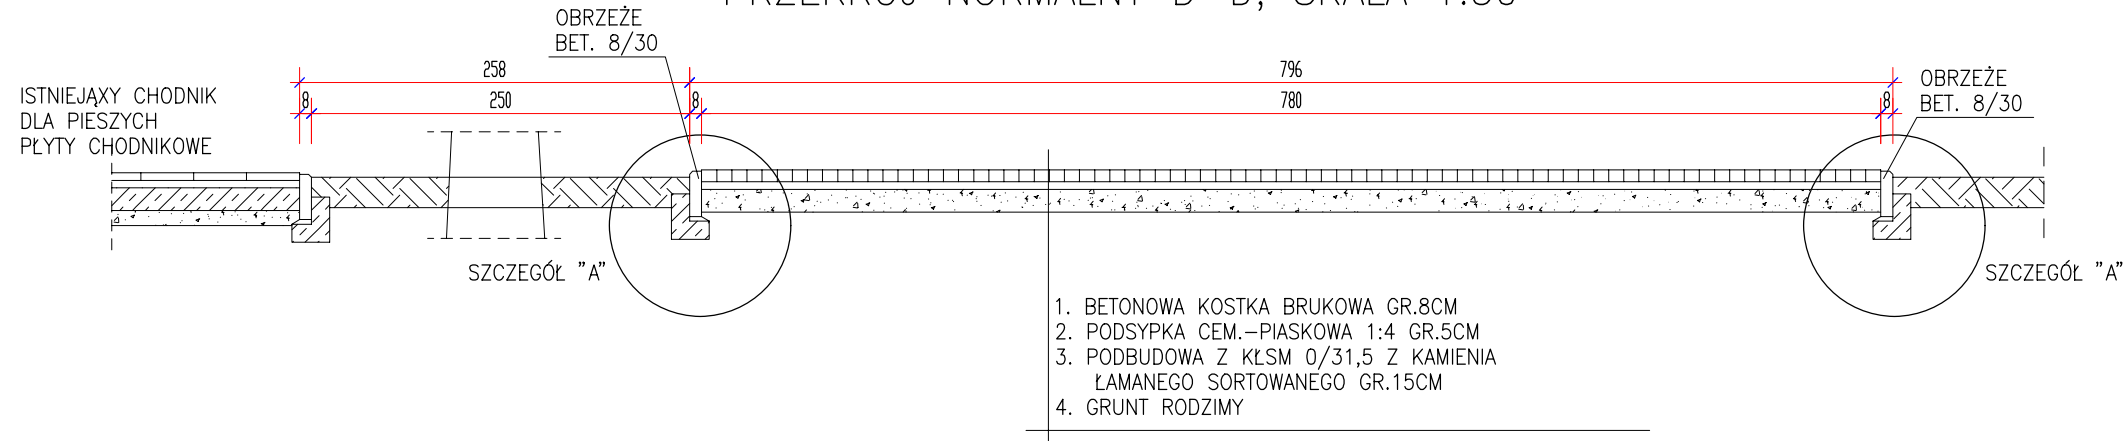 PRZEKRÓJ NORMALNY
OBRZEŻE
BET. 8/30
258
796
ISTNIEJĄXY CHODNIK
DLA PIESZYCH
PŁYTY CHODNIKOWE
8
250
8
780
8
OBRZEŻE
BET. 8/30
SZCZEGÓŁ "A"
SZCZEGÓŁ "A"
1. BETONOWA KOSTKA BRUKOWA GR.8CM
2. PODSYPKA CEM.–PIASKOWA 1:4 GR.5CM
3. PODBUDOWA Z KŁSM 0/31,5 Z KAMIENIA
ŁAMANEGO SORTOWANEGO GR.15CM
4. GRUNT RODZIMY